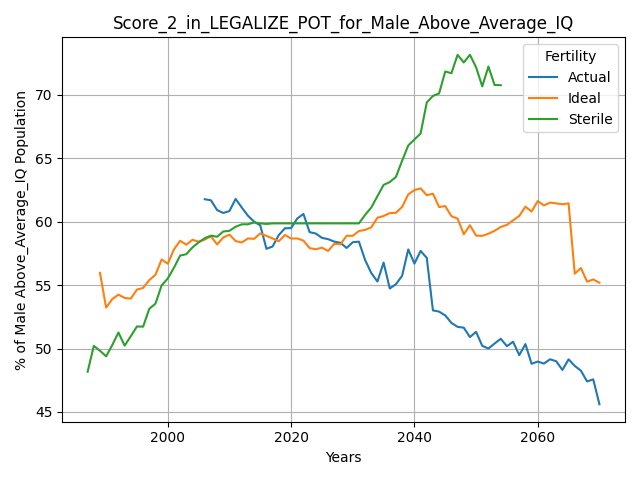 Score_2_in_LEGALIZE_POT_for_Male_Above_Average_IQ
% of Male Above_Average_IQ Population
70
65
60
55
50
45
Fertility
Actual
Ideal
Sterile
2000
2020
2040
2060
Years